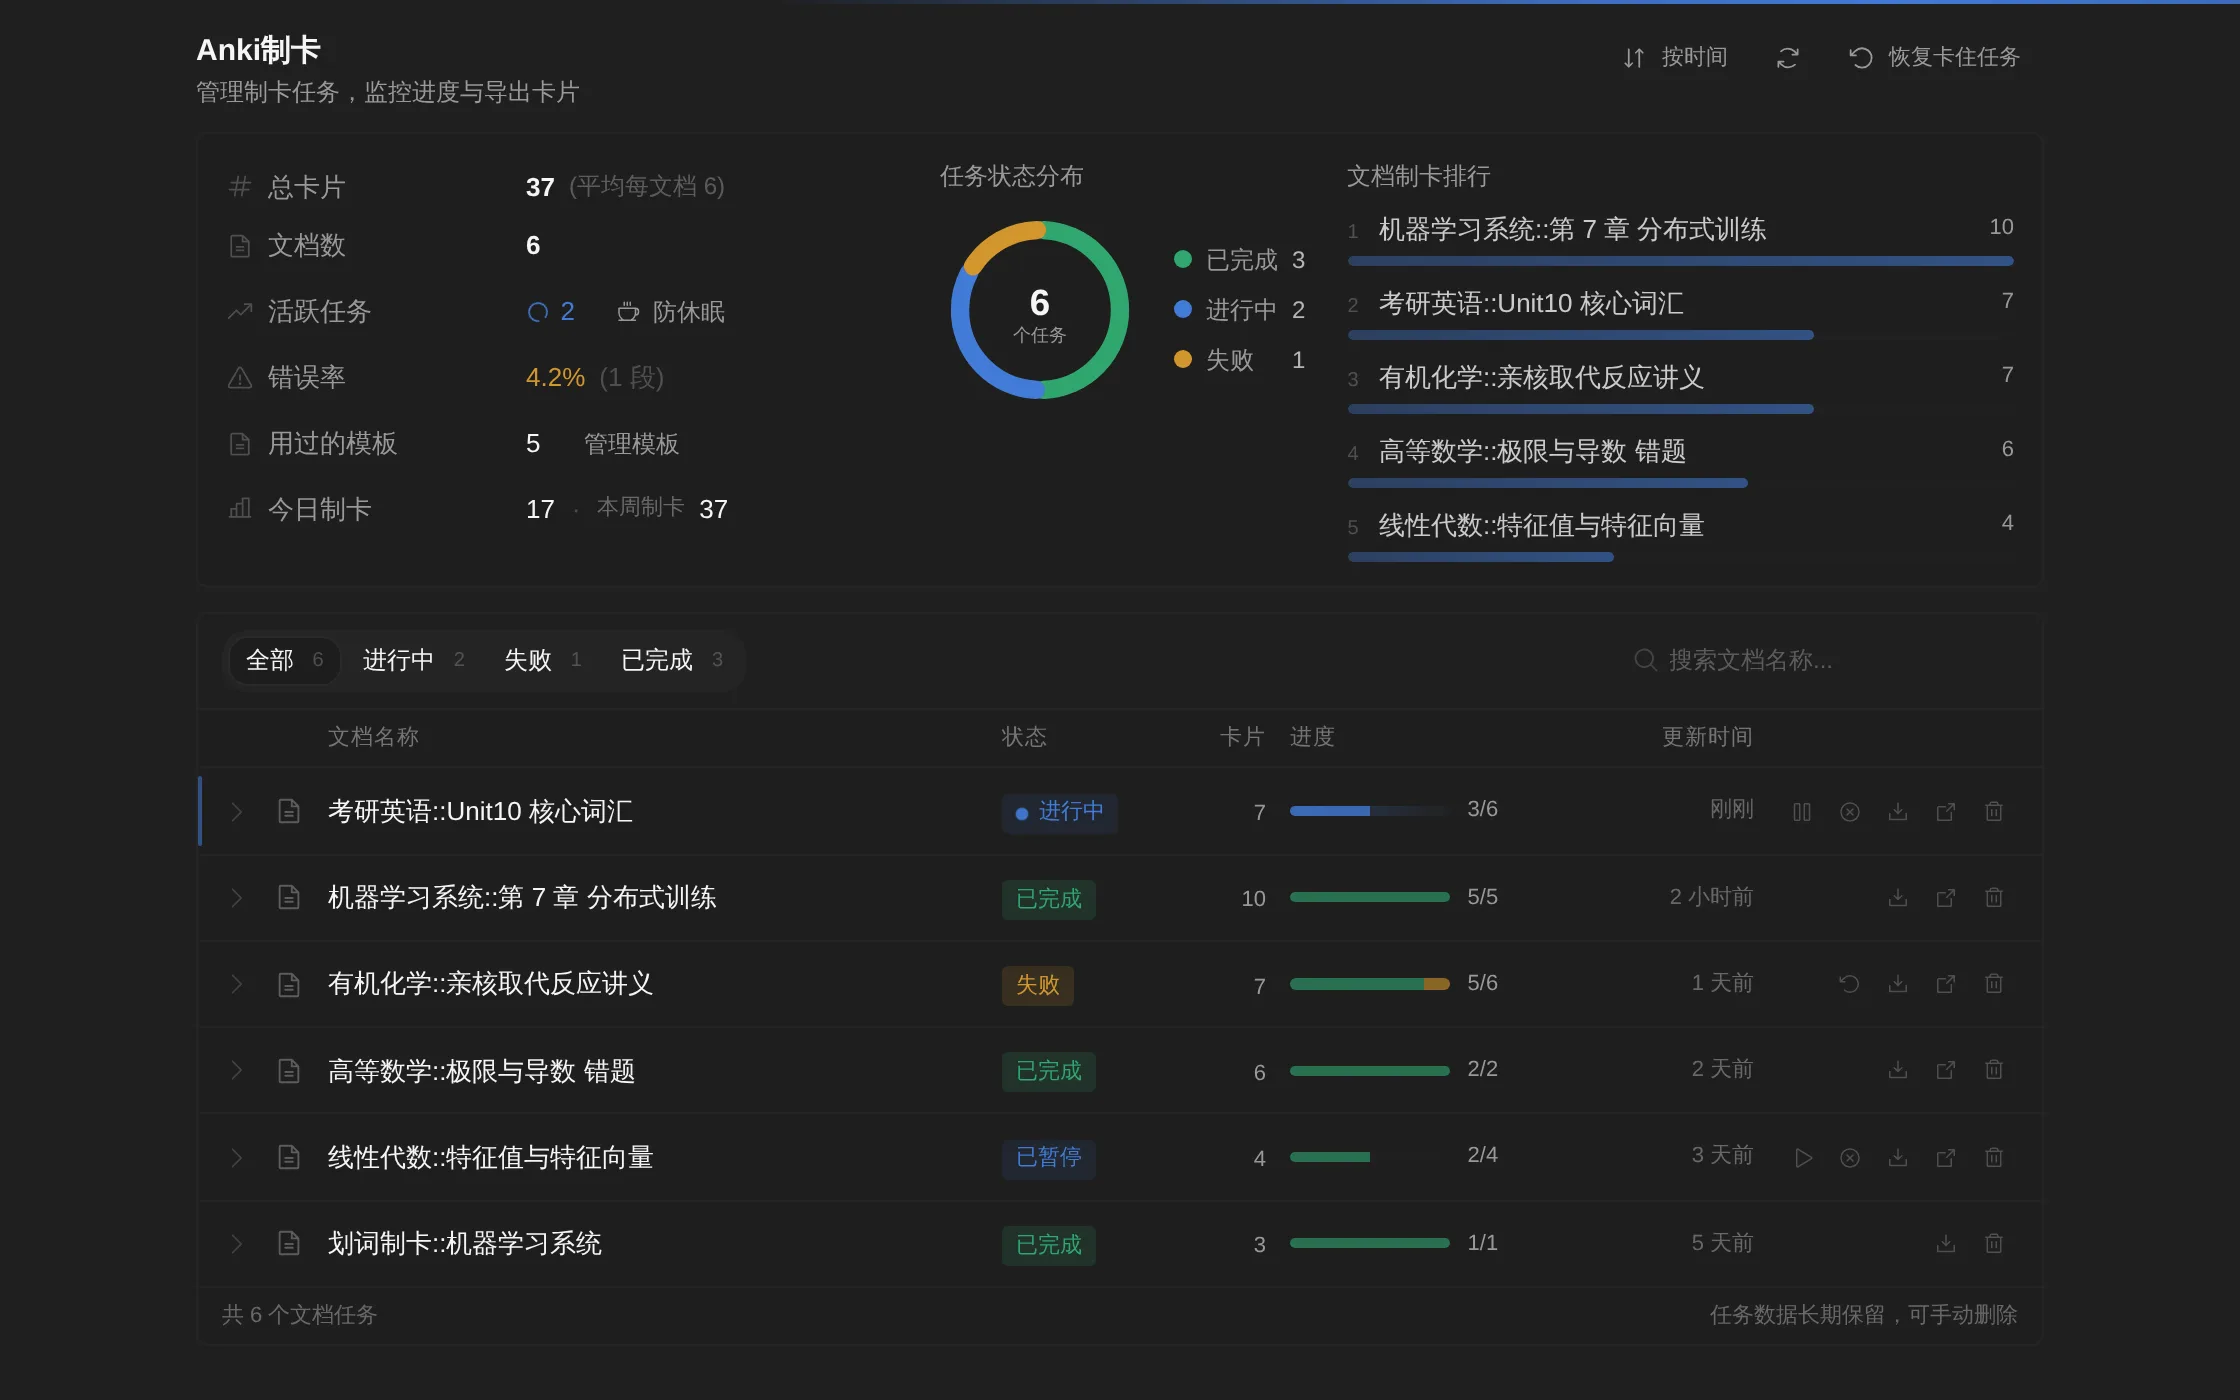 Anki制卡
管理制卡任务，监控进度与导出卡片
按时间
恢复卡住任务
总卡片 37 (平均每文档 6)
文档数 6
活跃任务 2 防休眠
错误率 4.2% (1 段)
用过的模板 5 管理模板
今日制卡 17 · 本周制卡 37
任务状态分布
6
个任务
已完成 3
进行中 2
失败 1
文档制卡排行
1 机器学习系统::第 7 章 分布式训练 10
2 考研英语::Unit10 核心词汇 7
3 有机化学::亲核取代反应讲义 7
4 高等数学::极限与导数 错题 6
5 线性代数::特征值与特征向量 4
全部 6 进行中 2 失败 1 已完成 3
搜索文档名称...
文档名称 状态 卡片 进度 更新时间
考研英语::Unit10 核心词汇 进行中 7 3/6 刚刚
机器学习系统::第 7 章 分布式训练 已完成 10 5/5 2 小时前
有机化学::亲核取代反应讲义 失败 7 5/6 1 天前
高等数学::极限与导数 错题 已完成 6 2/2 2 天前
线性代数::特征值与特征向量 已暂停 4 2/4 3 天前
划词制卡::机器学习系统 已完成 3 1/1 5 天前
共 6 个文档任务
任务数据长期保留，可手动删除